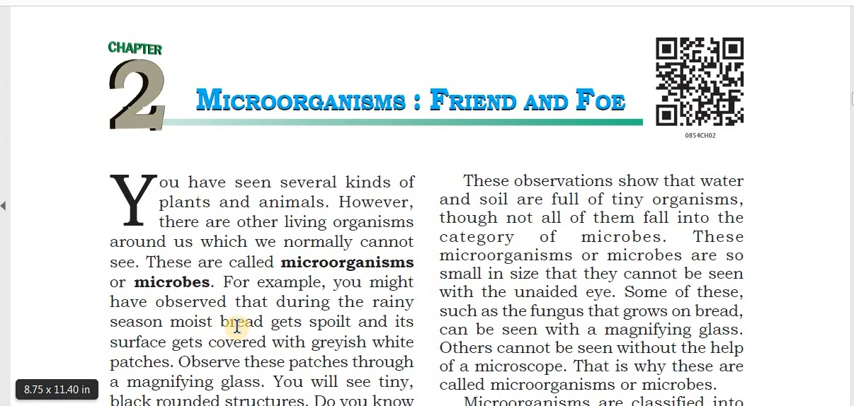 CHAPTER
2
MICROORGANISMS : FRIEND AND FOE
0854CH02
You have seen several kinds of
plants and animals. However,
there are other living organisms
around us which we normally cannot
see. These are called microorganisms
or microbes. For example, you might
have observed that during the rainy
season moist bread gets spoilt and its
surface gets covered with greyish white
patches. Observe these patches through
a magnifying glass. You will see tiny,
black rounded structures. Do you know
These observations show that water
and soil are full of tiny organisms,
though not all of them fall into the
category of microbes. These
microorganisms or microbes are so
small in size that they cannot be seen
with the unaided eye. Some of these,
such as the fungus that grows on bread,
can be seen with a magnifying glass.
Others cannot be seen without the help
of a microscope. That is why these are
called microorganisms or microbes.
Microorganisms are classified into
8.75 x 11.40 in